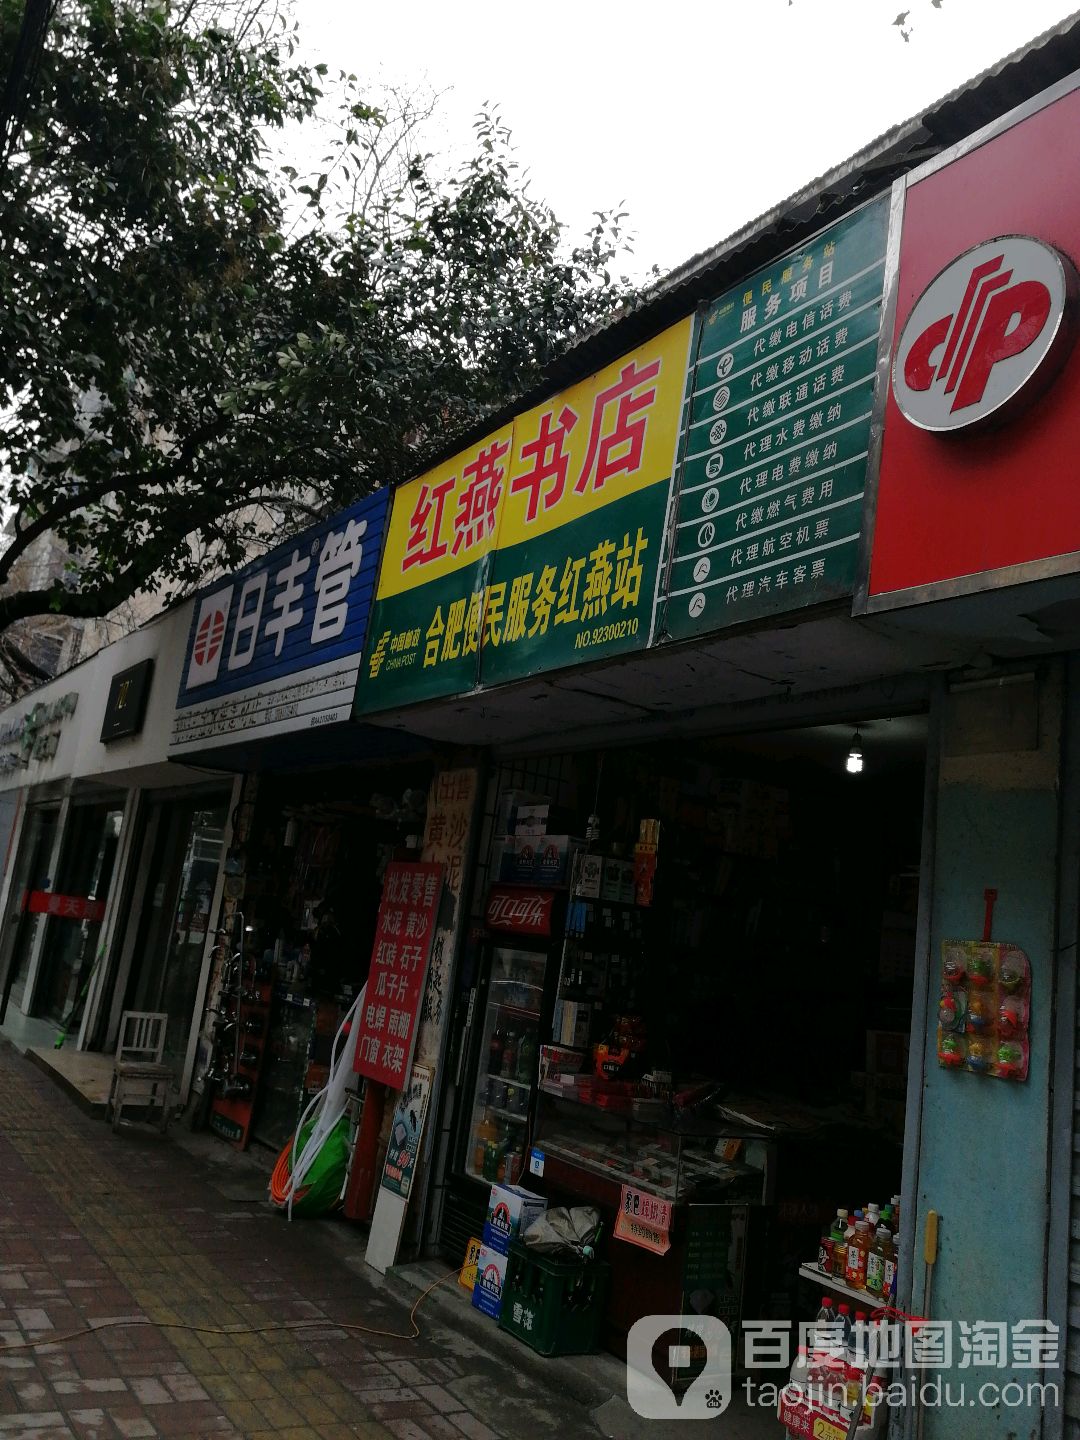 日丰管
®
红燕书店
中国邮政
CHINA POST
合肥便民服务红燕站
NO.92300210
便民服务站
服务项目
代缴电信话费
代缴移动话费
代缴联通话费
代理水费缴纳
代理电费缴纳
代缴燃气费用
代理航空机票
代理汽车客票
出售
黄沙
水泥
批发零售
水泥 黄沙
红砖 石子
瓜子片
电焊 雨棚
门窗 衣架
可口可乐
雪花
百度地图淘金
taojin.baidu.com